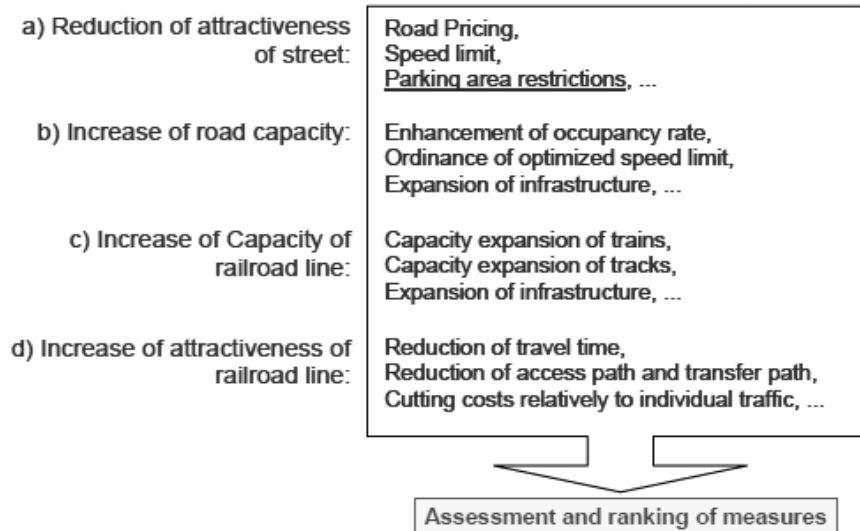 a) Reduction of attractiveness
of street:
Road Pricing,
Speed limit,
Parking area restrictions, ...
b) Increase of road capacity:
Enhancement of occupancy rate,
Ordinance of optimized speed limit,
Expansion of infrastructure, ...
c) Increase of Capacity of
railroad line:
Capacity expansion of trains,
Capacity expansion of tracks,
Expansion of infrastructure, ...
d) Increase of attractiveness of
railroad line:
Reduction of travel time,
Reduction of access path and transfer path,
Cutting costs relatively to individual traffic, ...
Assessment and ranking of measures